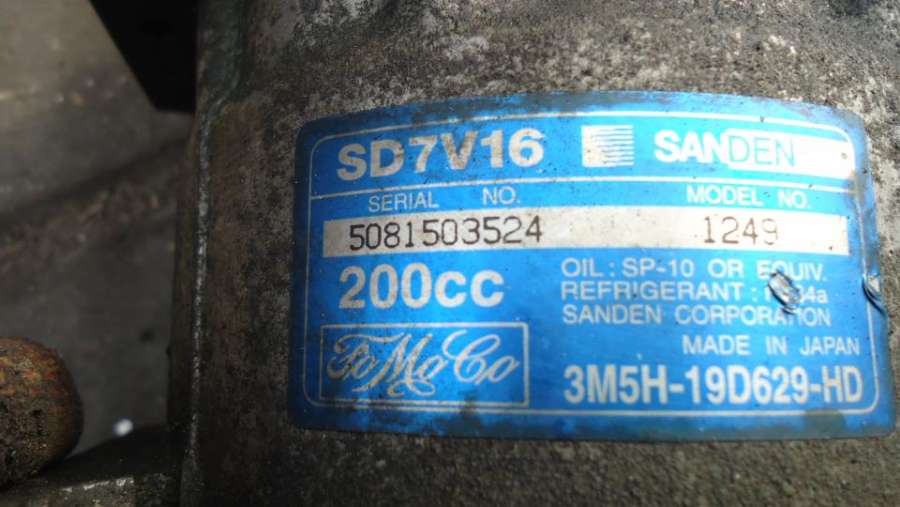 SD7V16 SANDEN
SERIAL NO. MODEL NO.
5081503524 1249
200cc
OIL : SP-10 OR EQUIV.
REFRIGERANT :
SANDEN CORPORATION
MADE IN JAPAN
FoMoCo
3M5H-19D629-HD